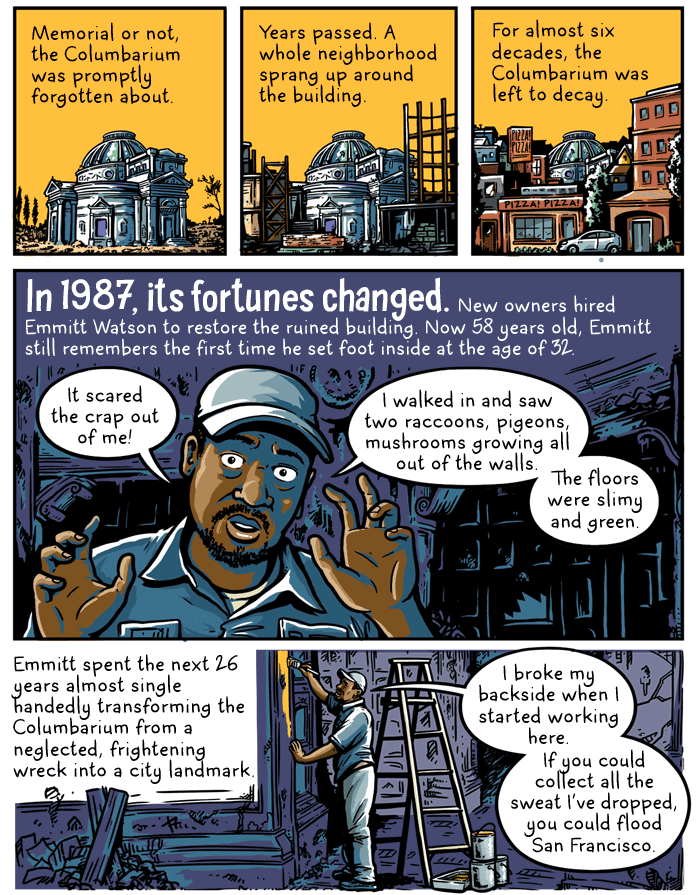 Memorial or not,
the Columbarium
was promptly
forgotten about.
Years passed. A
whole neighborhood
sprang up around
the building.
For almost six
decades, the
Columbarium was
left to decay.
PIZZA!
PIZZA!
PIZZA! PIZZA!
In 1987, its fortunes changed. New owners hired
Emmitt Watson to restore the ruined building. Now 58 years old, Emmitt
still remembers the first time he set foot inside at the age of 32.
It scared
the crap out
of me!
I walked in and saw
two raccoons, pigeons,
mushrooms growing all
out of the walls.
The floors
were slimy
and green.
Emmitt spent the next 26
years almost single
handedly transforming the
Columbarium from a
neglected, frightening
wreck into a city landmark.
I broke my
backside when I
started working
here.
If you could
collect all the
sweat I've dropped,
you could flood
San Francisco.